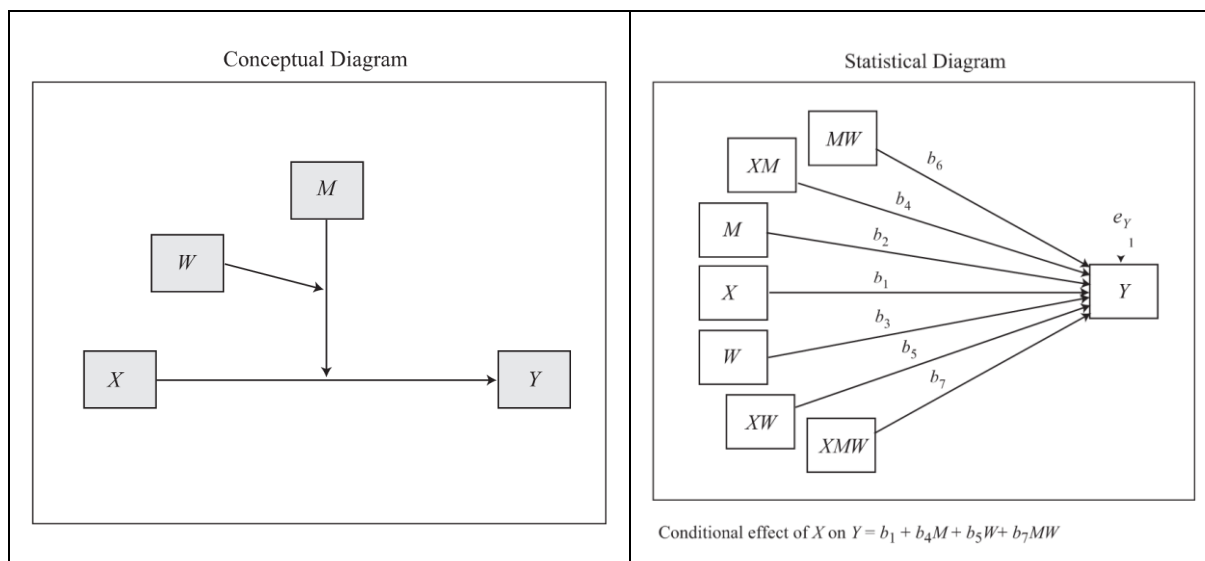 Conceptual Diagram
M
W
X
Y
Statistical Diagram
MW
XM
b6
b4
M
b2
eY
1
X
b1
Y
b3
W
b5
b7
XW
XMW
Conditional effect of X on Y = b1 + b4M + b5W+ b7MW